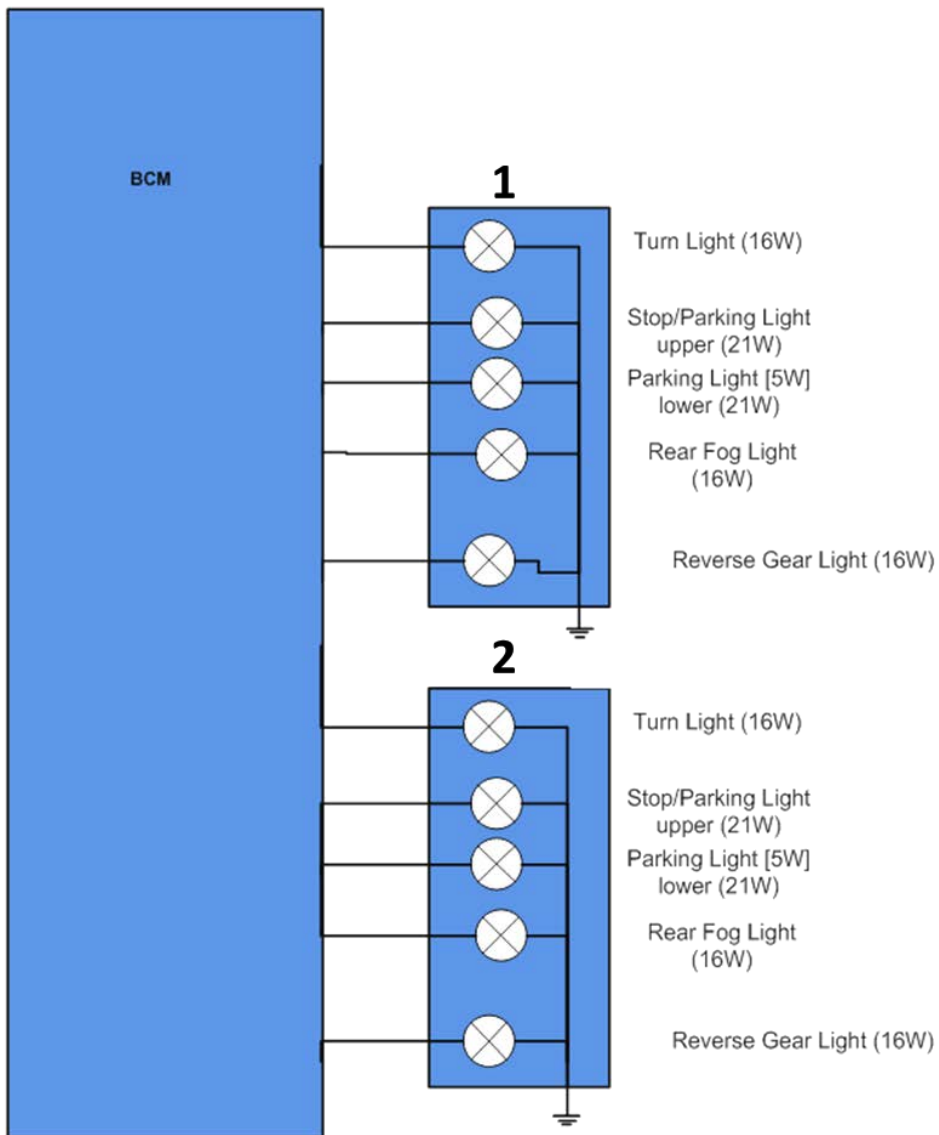 BCM
1
Turn Light (16W)
Stop/Parking Light
upper (21W)
Parking Light [5W]
lower (21W)
Rear Fog Light
(16W)
Reverse Gear Light (16W)
2
Turn Light (16W)
Stop/Parking Light
upper (21W)
Parking Light [5W]
lower (21W)
Rear Fog Light
(16W)
Reverse Gear Light (16W)